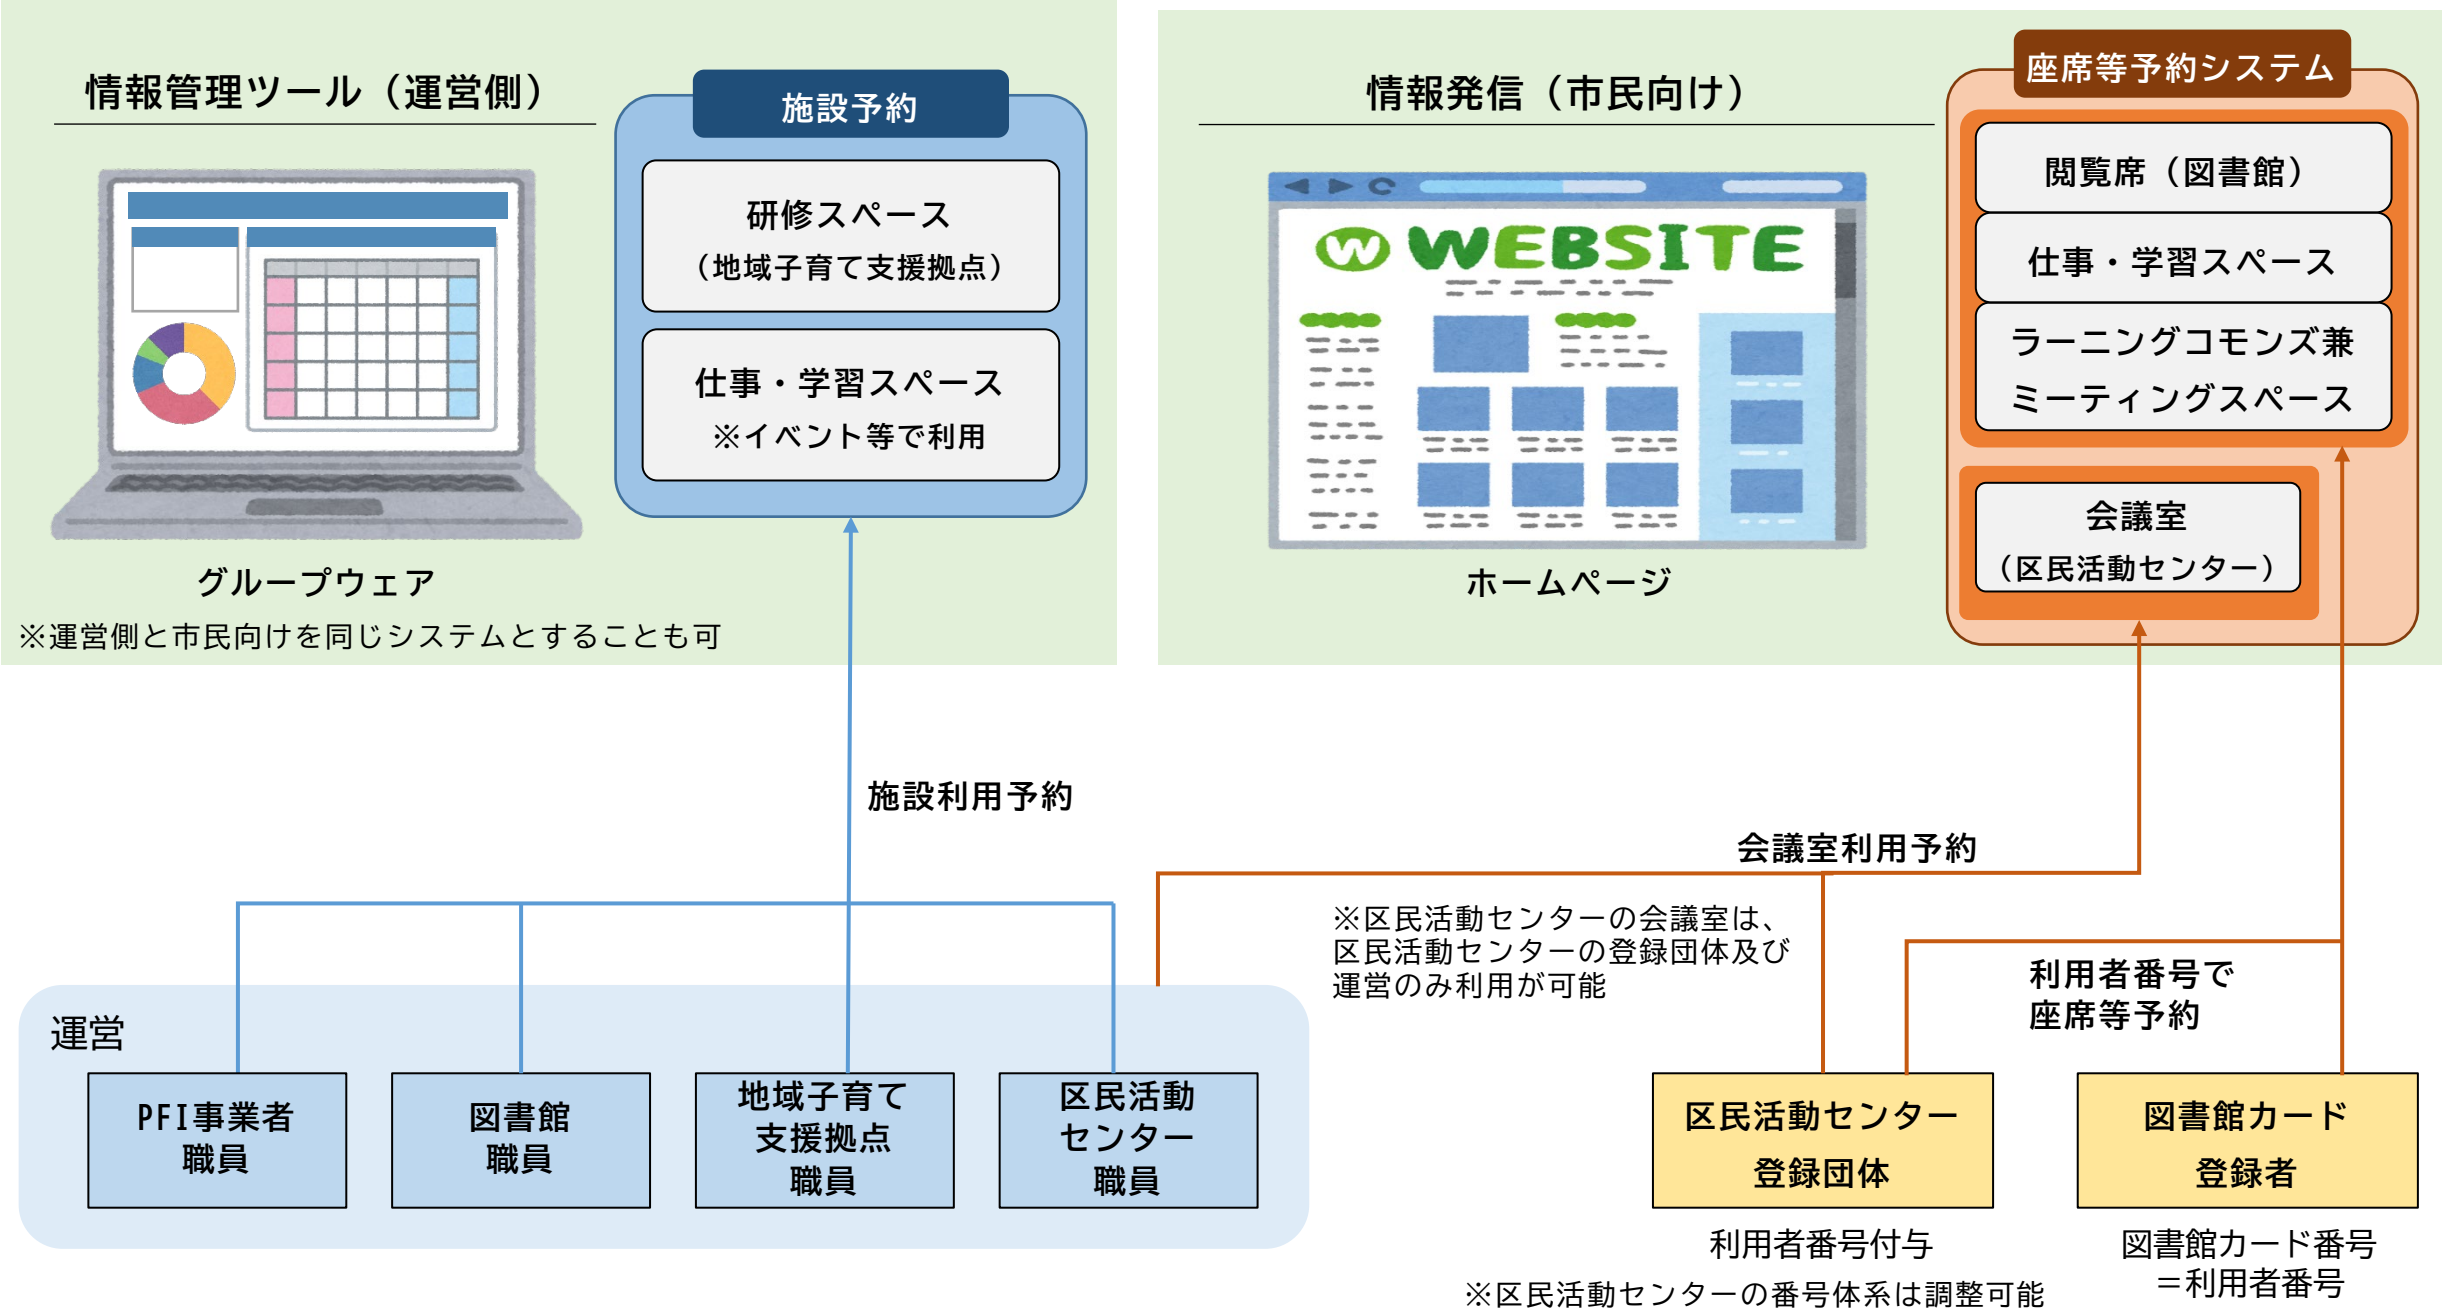 情報管理ツール（運営側）
施設予約
研修スペース
（地域子育て支援拠点）
仕事・学習スペース
※イベント等で利用
グループウェア
※運営側と市民向けを同じシステムとすることも可
情報発信（市民向け）
W WEBSITE
ホームページ
座席等予約システム
閲覧席（図書館）
仕事・学習スペース
ラーニングコモンズ兼
ミーティングスペース
会議室
（区民活動センター）
施設利用予約
会議室利用予約
※区民活動センターの会議室は、
区民活動センターの登録団体及び
運営のみ利用が可能
利用者番号で
座席等予約
運営
PFI事業者
職員
図書館
職員
地域子育て
支援拠点
職員
区民活動
センター
職員
区民活動センター
登録団体
利用者番号付与
※区民活動センターの番号体系は調整可能
図書館カード
登録者
図書館カード番号
＝利用者番号